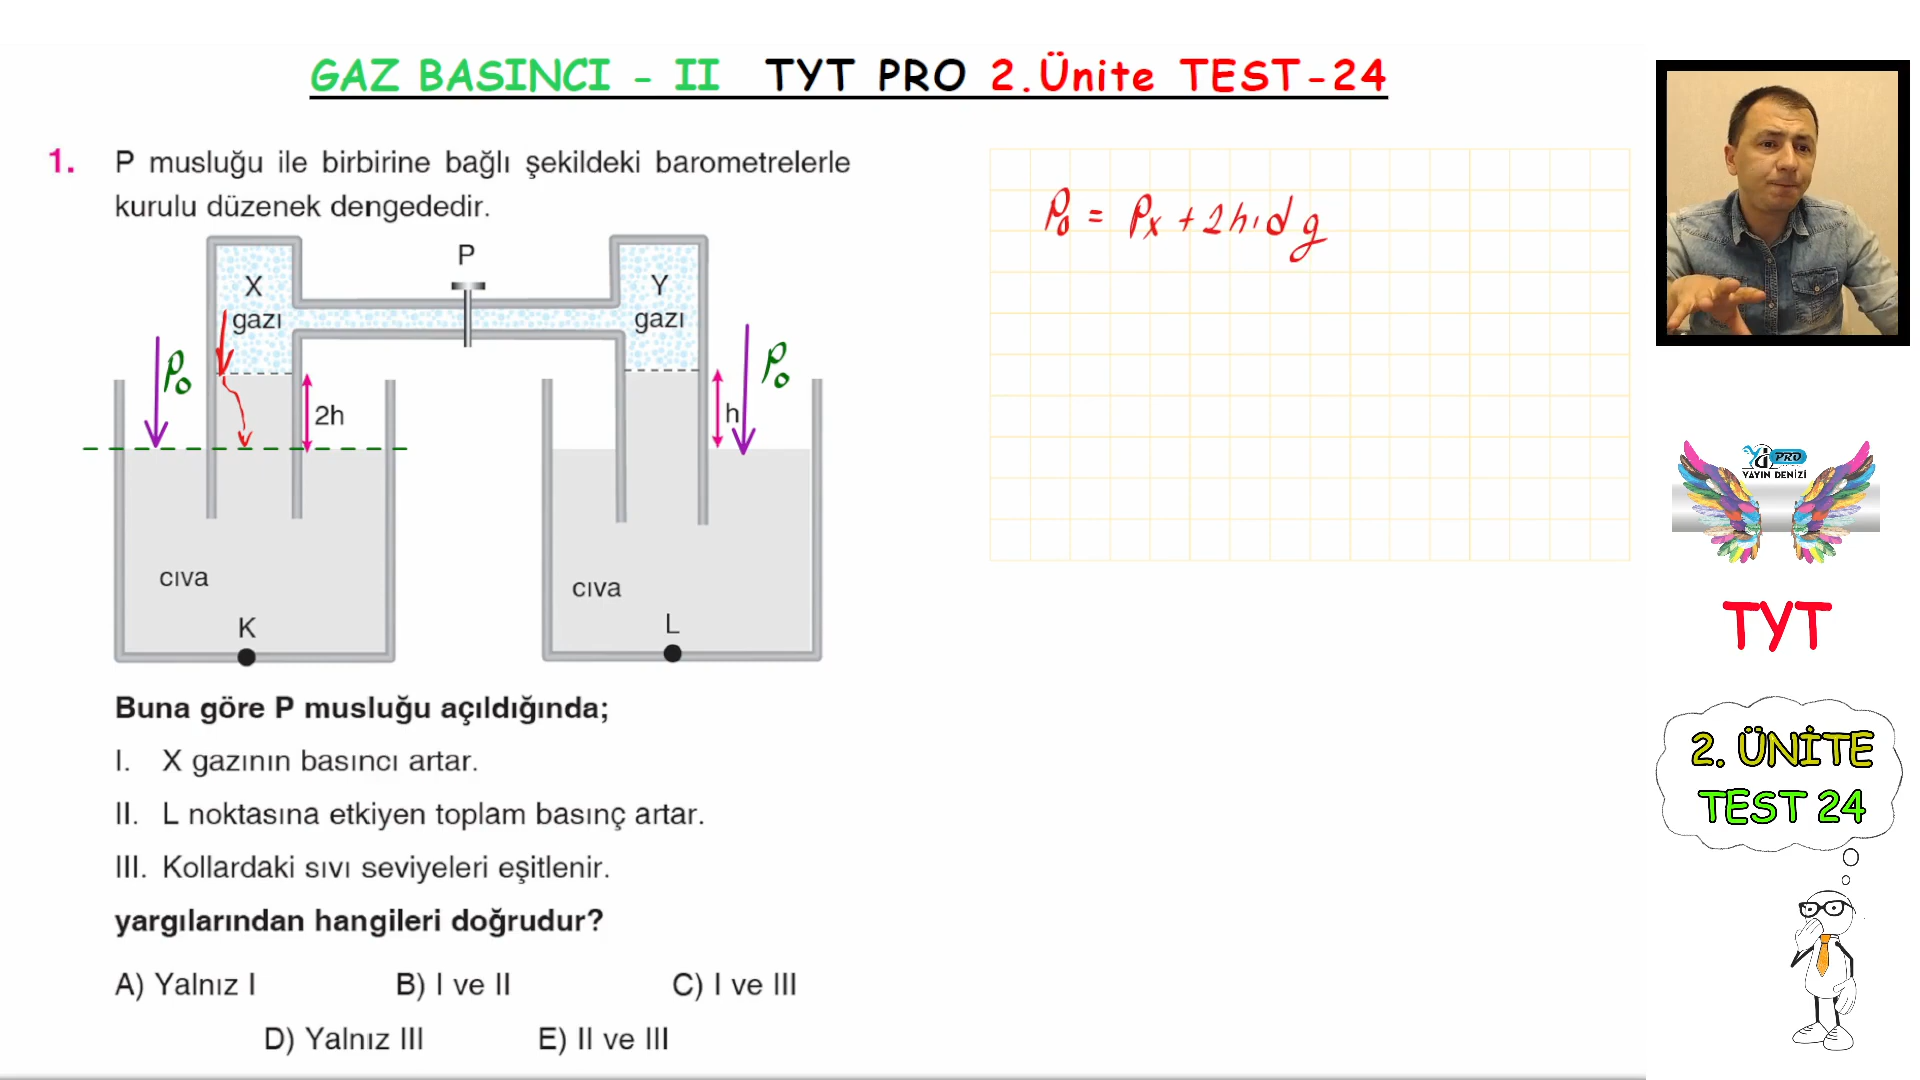 GAZ BASINCI - II TYT PRO 2.Ünite TEST-24
1. P musluğu ile birbirine bağlı şekildeki barometrelerle
kurulu düzenek dengededir.
P
X
gazı
Y
gazı
P₀
P₀
2h
h
cıva
cıva
K
L
P₀ = Px + 2h.d g
Buna göre P musluğu açıldığında;
I. X gazının basıncı artar.
II. L noktasına etkiyen toplam basınç artar.
III. Kollardaki sıvı seviyeleri eşitlenir.
yargılarından hangileri doğrudur?
A) Yalnız I B) I ve II C) I ve III
D) Yalnız III E) II ve III
PRO
YAYIN DENİZİ
TYT
2. ÜNİTE
TEST 24